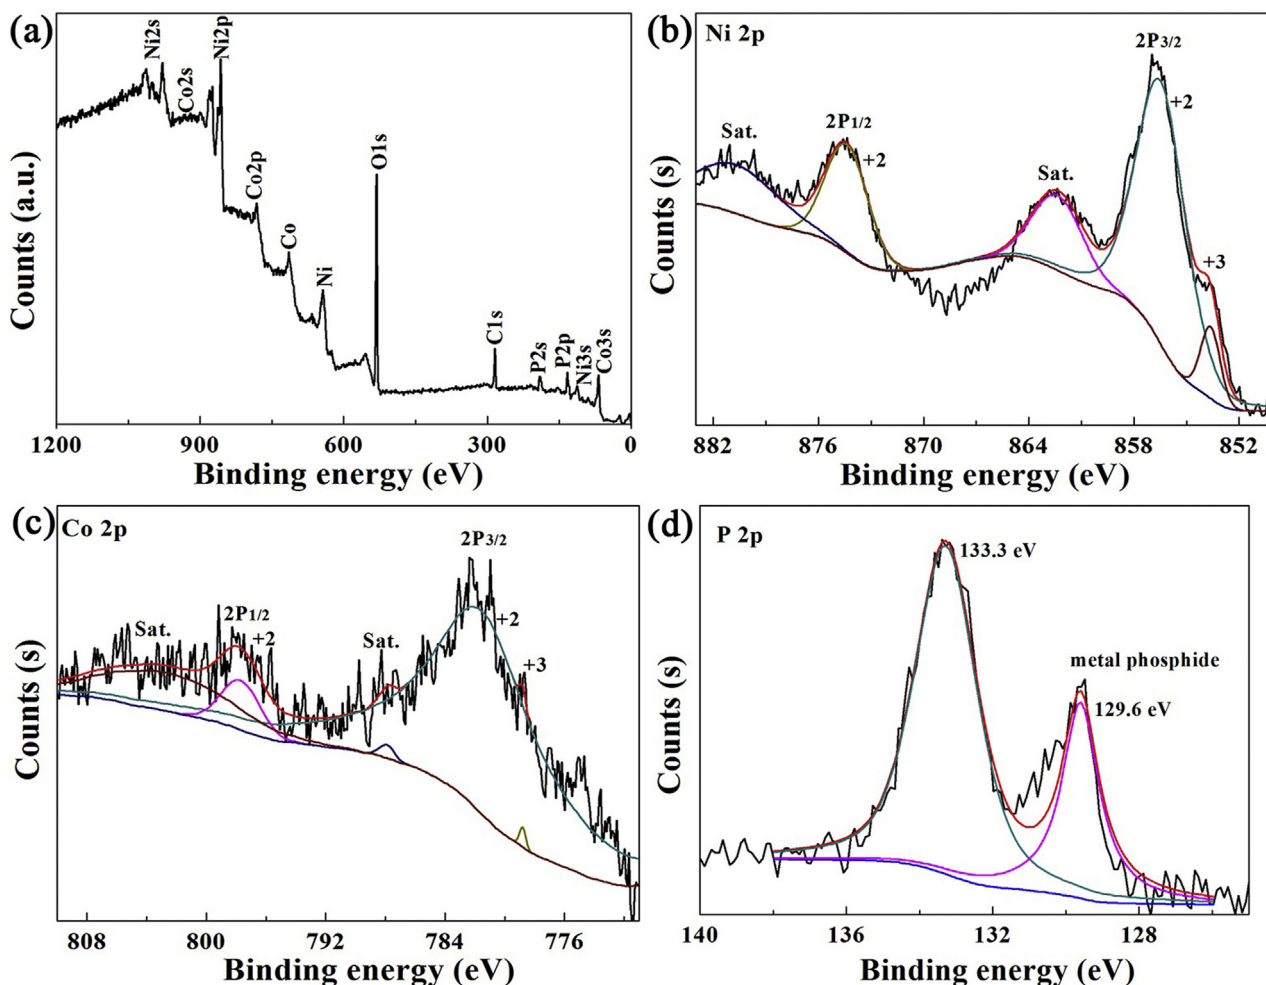 (a)
Ni2s
Co2s
Ni2p
Co2p
Co
Ni
O1s
C1s
P2s
P2p
Ni3s
Co3s
Counts (a.u.)
1200 900 600 300 0
Binding energy (eV)
(b) Ni 2p
2P3/2
+2
Sat.
2P1/2
+2
Sat.
+3
Counts (s)
882 876 870 864 858 852
Binding energy (eV)
(c) Co 2p
2P3/2
2P1/2
Sat.
+2
Sat.
+2
+3
Counts (s)
808 800 792 784 776
Binding energy (eV)
(d) P 2p
133.3 eV
metal phosphide
129.6 eV
Counts (s)
140 136 132 128
Binding energy (eV)